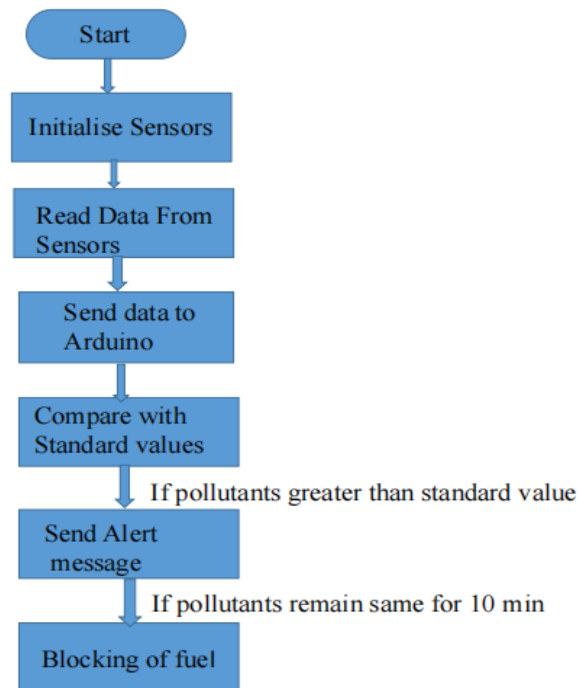 Start
Initialise Sensors
Read Data From
Sensors
Send data to
Arduino
Compare with
Standard values
If pollutants greater than standard value
Send Alert
message
If pollutants remain same for 10 min
Blocking of fuel